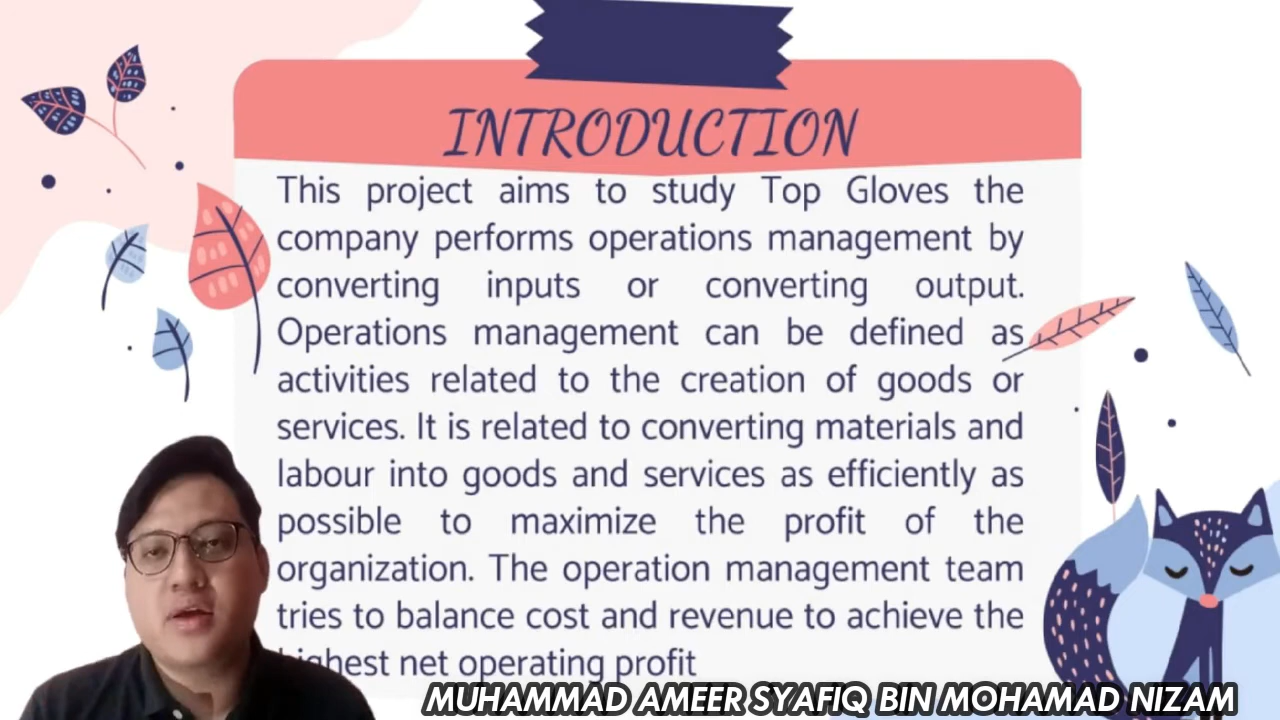 INTRODUCTION
This project aims to study Top Gloves the
company performs operations management by
converting inputs or converting output.
Operations management can be defined as
activities related to the creation of goods or
services. It is related to converting materials and
labour into goods and services as efficiently as
possible to maximize the profit of the
organization. The operation management team
tries to balance cost and revenue to achieve the
highest net operating profit
MUHAMMAD AMEER SYAFIQ BIN MOHAMAD NIZAM